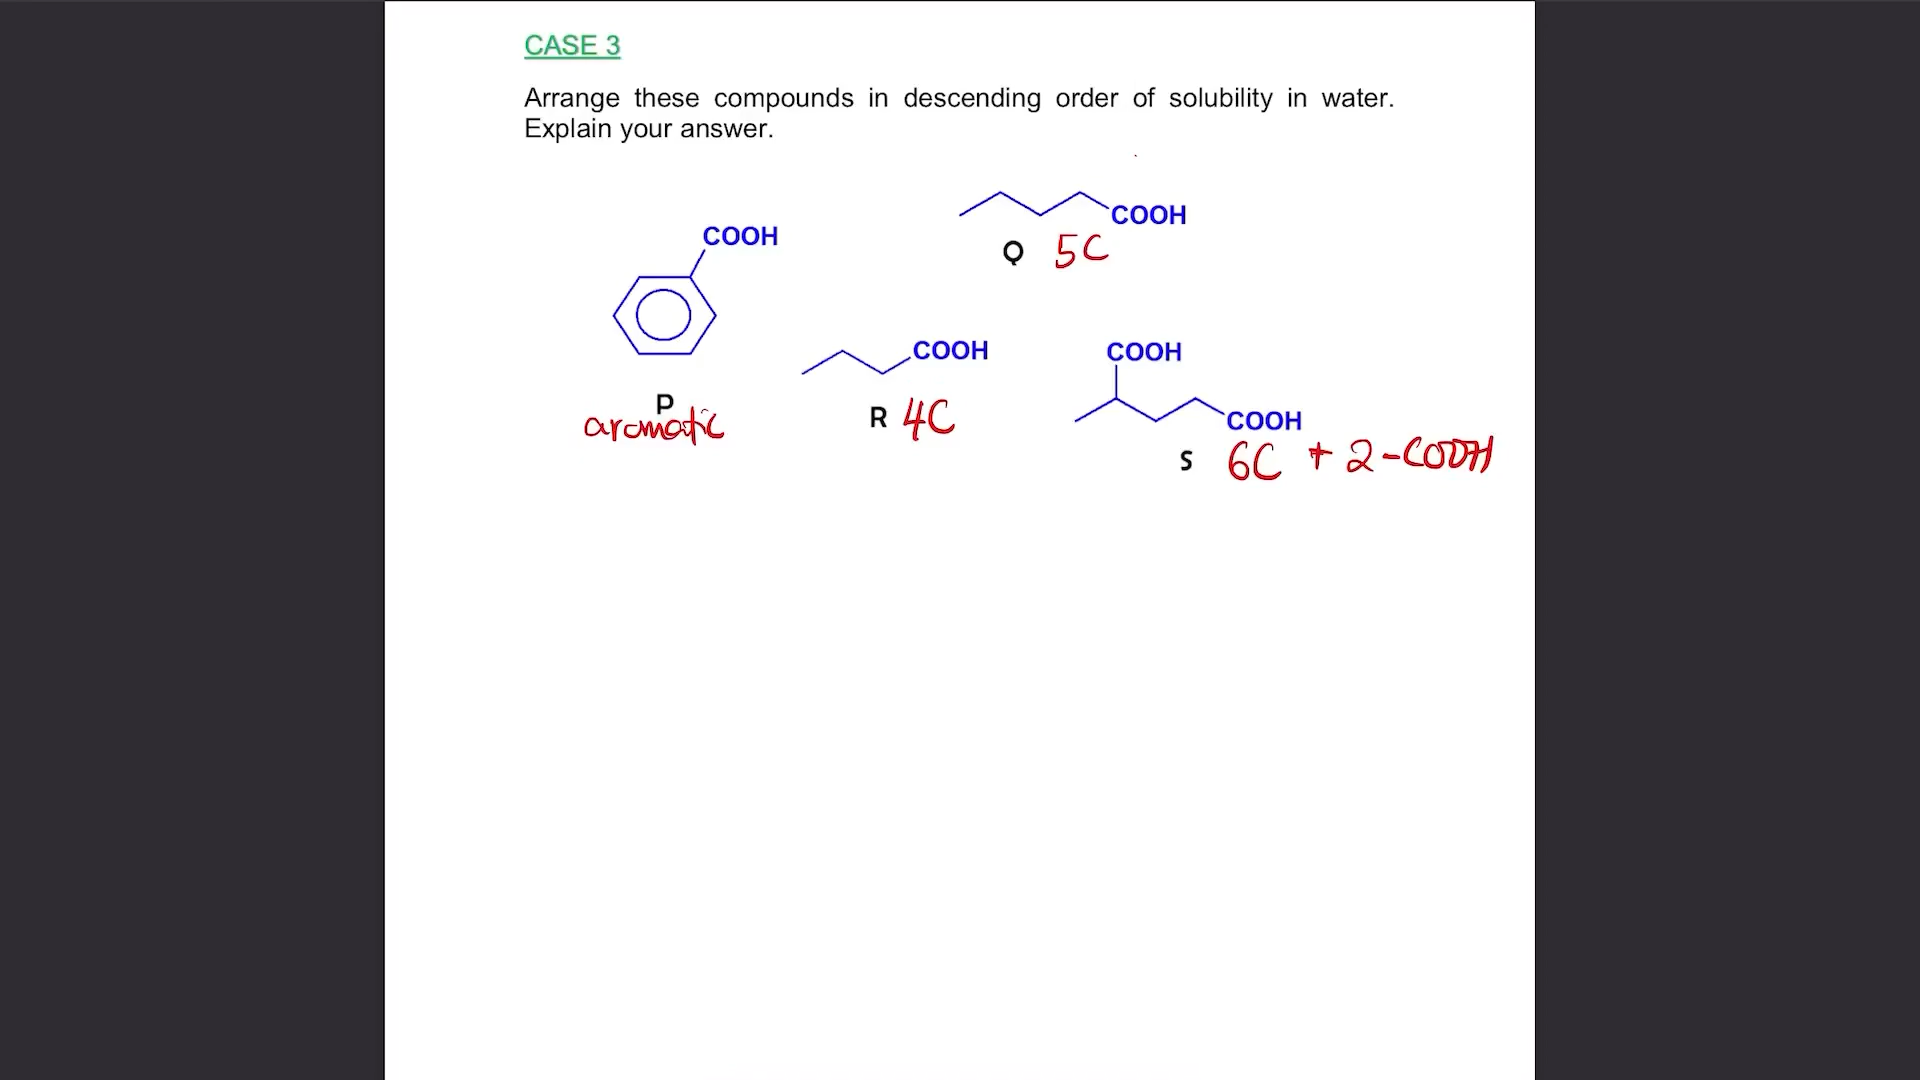 CASE 3
Arrange these compounds in descending order of solubility in water.
Explain your answer.
COOH
Q 5C
COOH
P
aromatic
COOH
R 4C
COOH
COOH
S 6C + 2-COOH